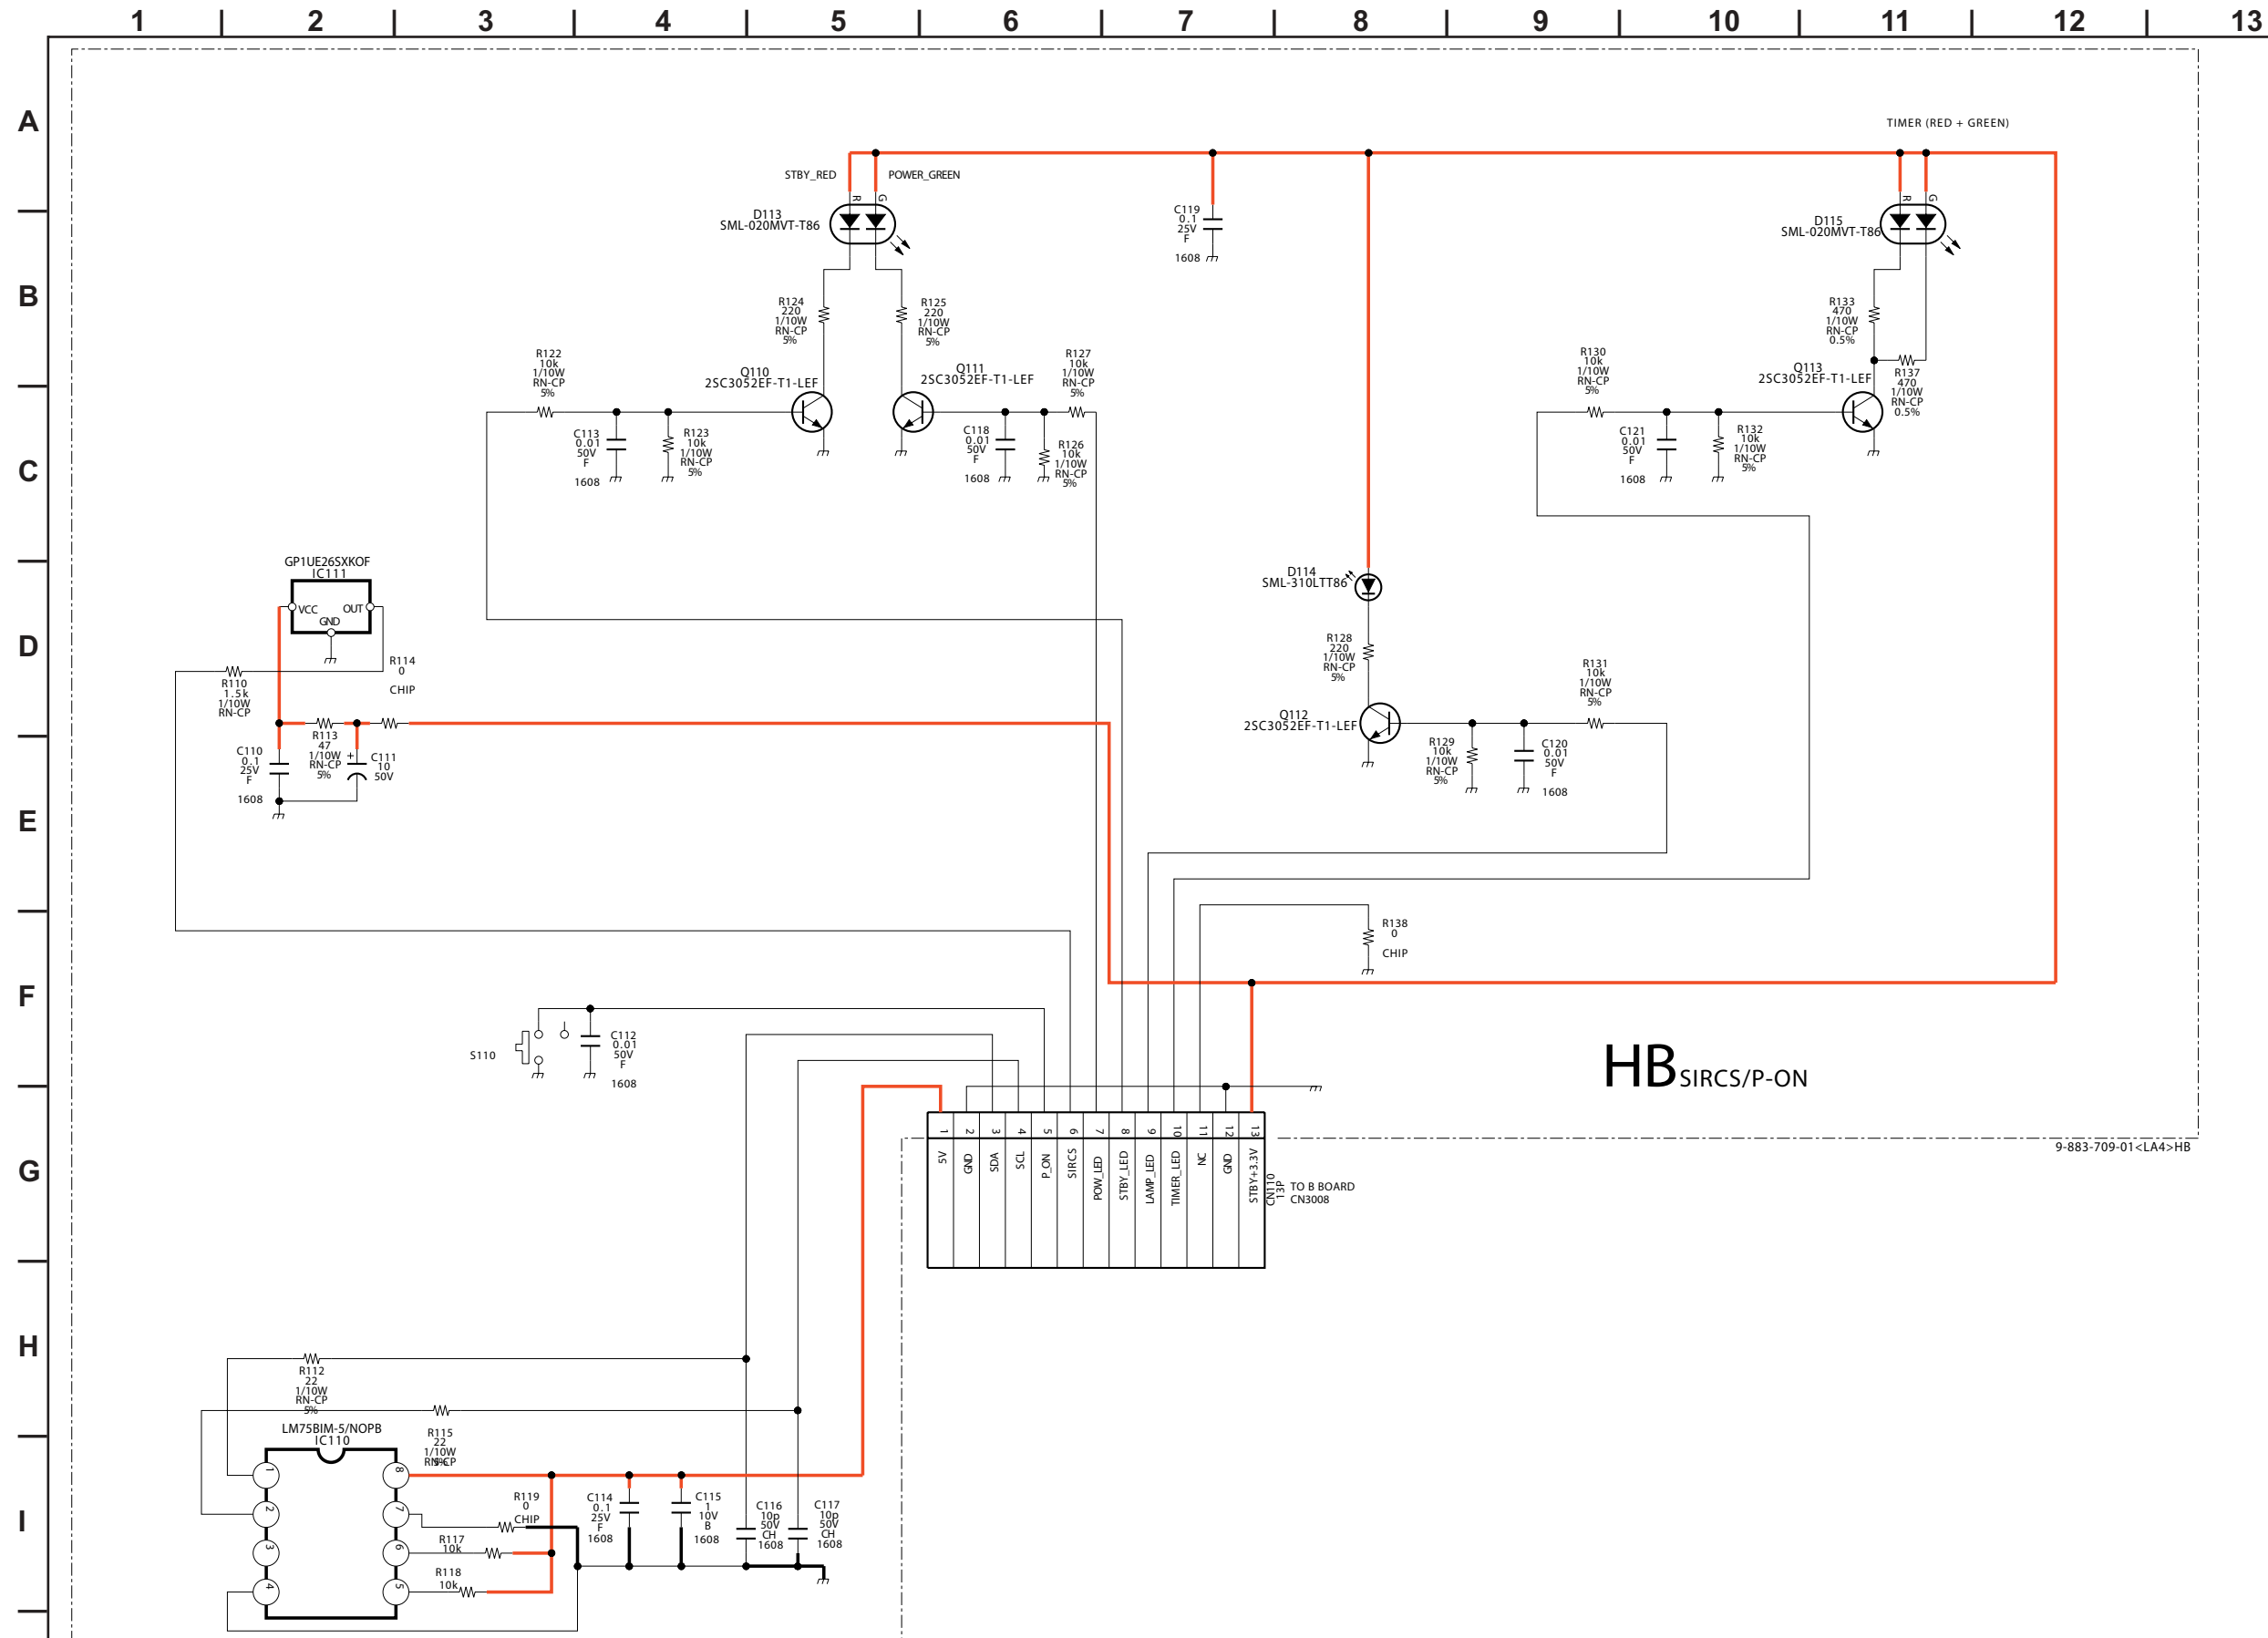 1 2 3 4 5 6 7 8 9 10 11 12 13
A
TIMER (RED + GREEN)
STBY_RED
POWER_GREEN
R
G
R
G
D113
SML-020MVT-T86
C119
0.1
25V
F
1608
D115
SML-020MVT-T86
B
R124
220
1/10W
RN-CP
5%
R125
220
1/10W
RN-CP
5%
R133
470
1/10W
RN-CP
0.5%
R122
10k
1/10W
RN-CP
5%
Q110
2SC3052EF-T1-LEF
Q111
2SC3052EF-T1-LEF
R127
10k
1/10W
RN-CP
5%
R130
10k
1/10W
RN-CP
5%
Q113
2SC3052EF-T1-LEF
R137
470
1/10W
RN-CP
0.5%
C113
0.01
50V
F
1608
R123
10k
1/10W
RN-CP
5%
C118
0.01
50V
F
1608
R126
10k
1/10W
RN-CP
5%
C121
0.01
50V
F
1608
R132
10k
1/10W
RN-CP
5%
C
GP1UE26SXKOF
IC111
VCC
OUT
GND
D114
SML-310LTT86
D
R128
220
1/10W
RN-CP
5%
R114
0
CHIP
R110
1.5k
1/10W
RN-CP
R131
10k
1/10W
RN-CP
5%
Q112
2SC3052EF-T1-LEF
C110
0.1
25V
F
1608
R113
47
1/10W
RN-CP
5%
+
C111
10
50V
R129
10k
1/10W
RN-CP
5%
C120
0.01
50V
F
1608
E
R138
0
CHIP
F
S110
C112
0.01
50V
F
1608
HB SIRCS/P-ON
1 2 3 4 5 6 7 8 9 10 11 12 13
5V
GND
SDA
SCL
P_ON
SIRCS
POW_LED
STBY_LED
LAMP_LED
TIMER_LED
NC
GND
STBY+3.3V
CN110
13P
TO B BOARD
CN3008
9-883-709-01<LA4>HB
G
H
R112
22
1/10W
RN-CP
5%
LM75BIM-5/NOPB
IC110
R115
22
1/10W
RN-CP
5%
1
2
3
4
8
7
6
5
R119
0
CHIP
R117
10k
R118
10k
C114
0.1
25V
F
1608
C115
1
10V
B
1608
C116
10p
50V
CH
1608
C117
10p
50V
CH
1608
I